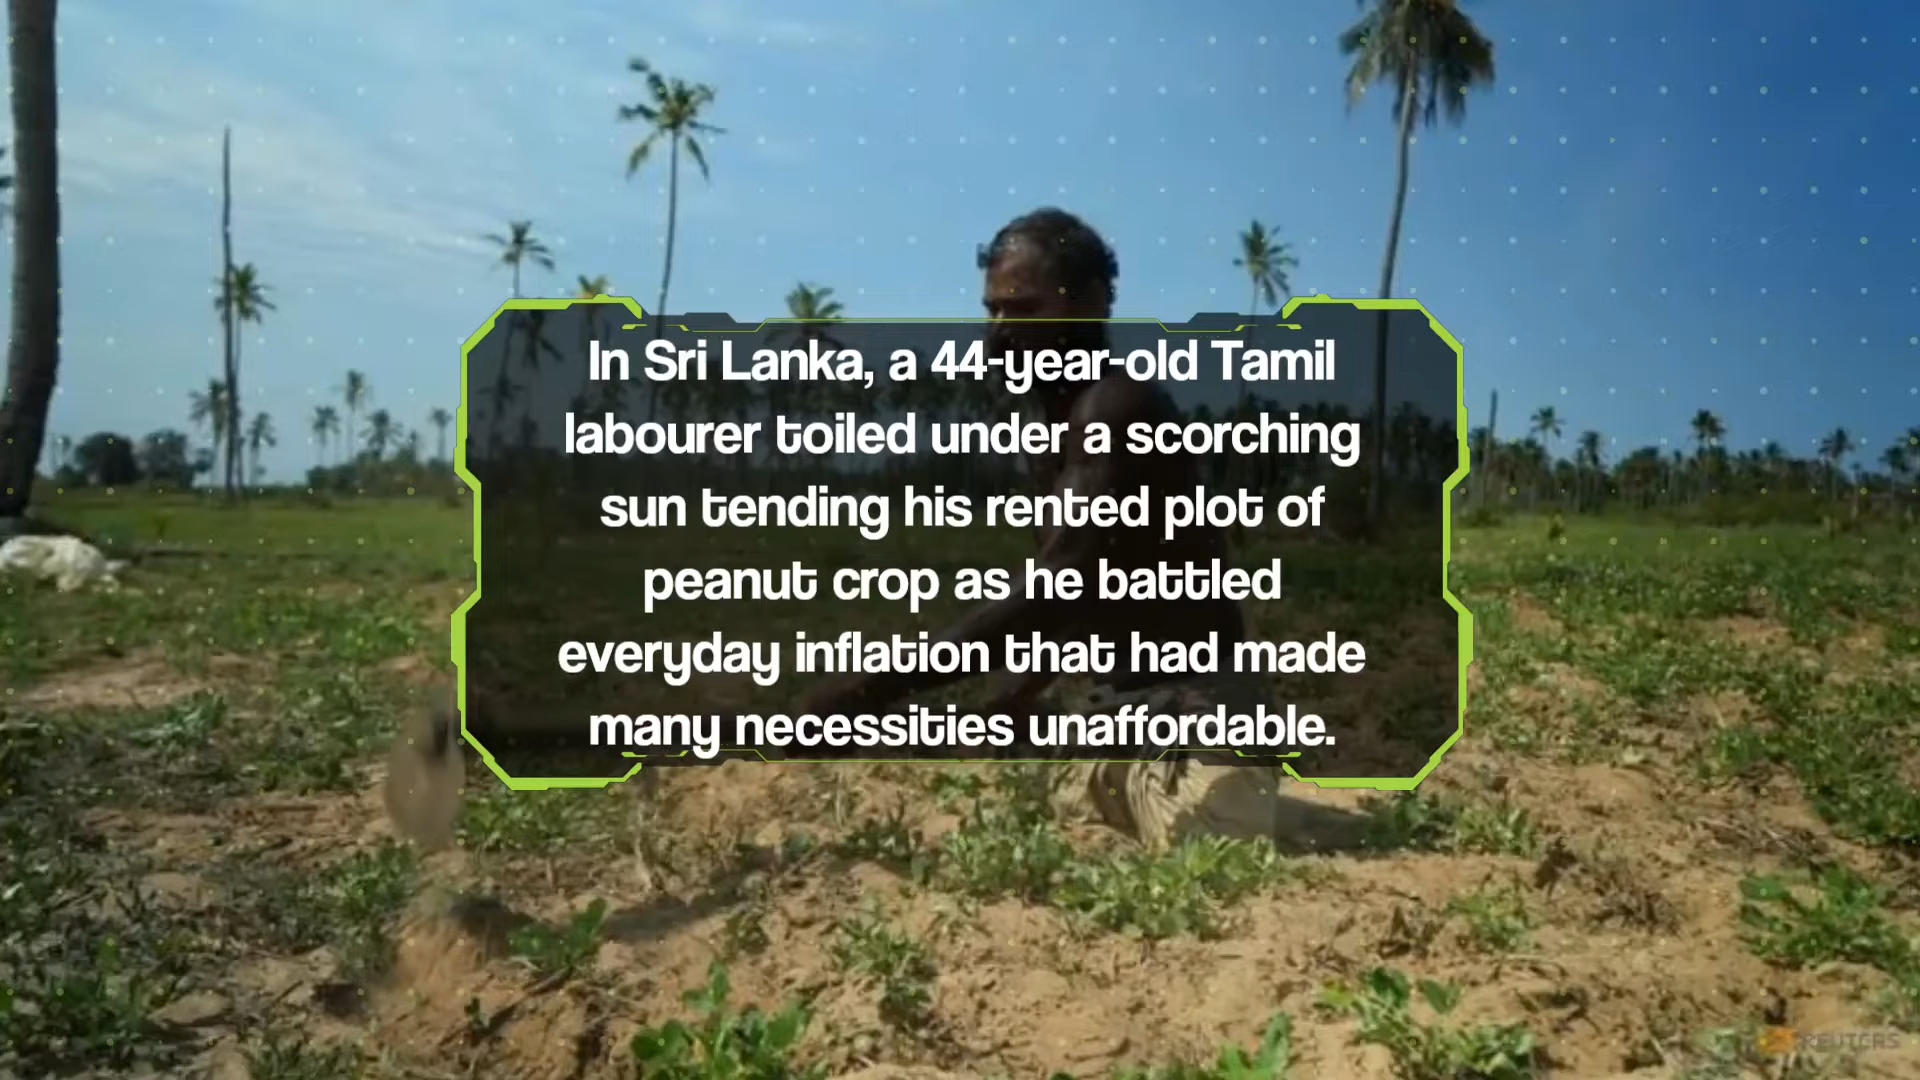 In Sri Lanka, a 44-year-old Tamil
labourer toiled under a scorching
sun tending his rented plot of
peanut crop as he battled
everyday inflation that had made
many necessities unaffordable.
REUTERS